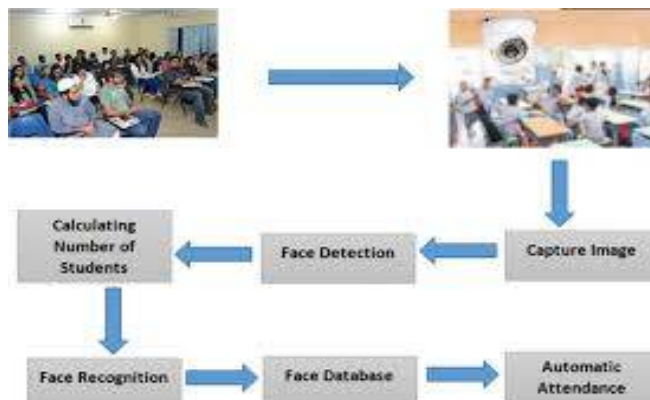 Calculating
Number of
Students
Face Detection
Capture Image
Face Recognition
Face Database
Automatic
Attendance